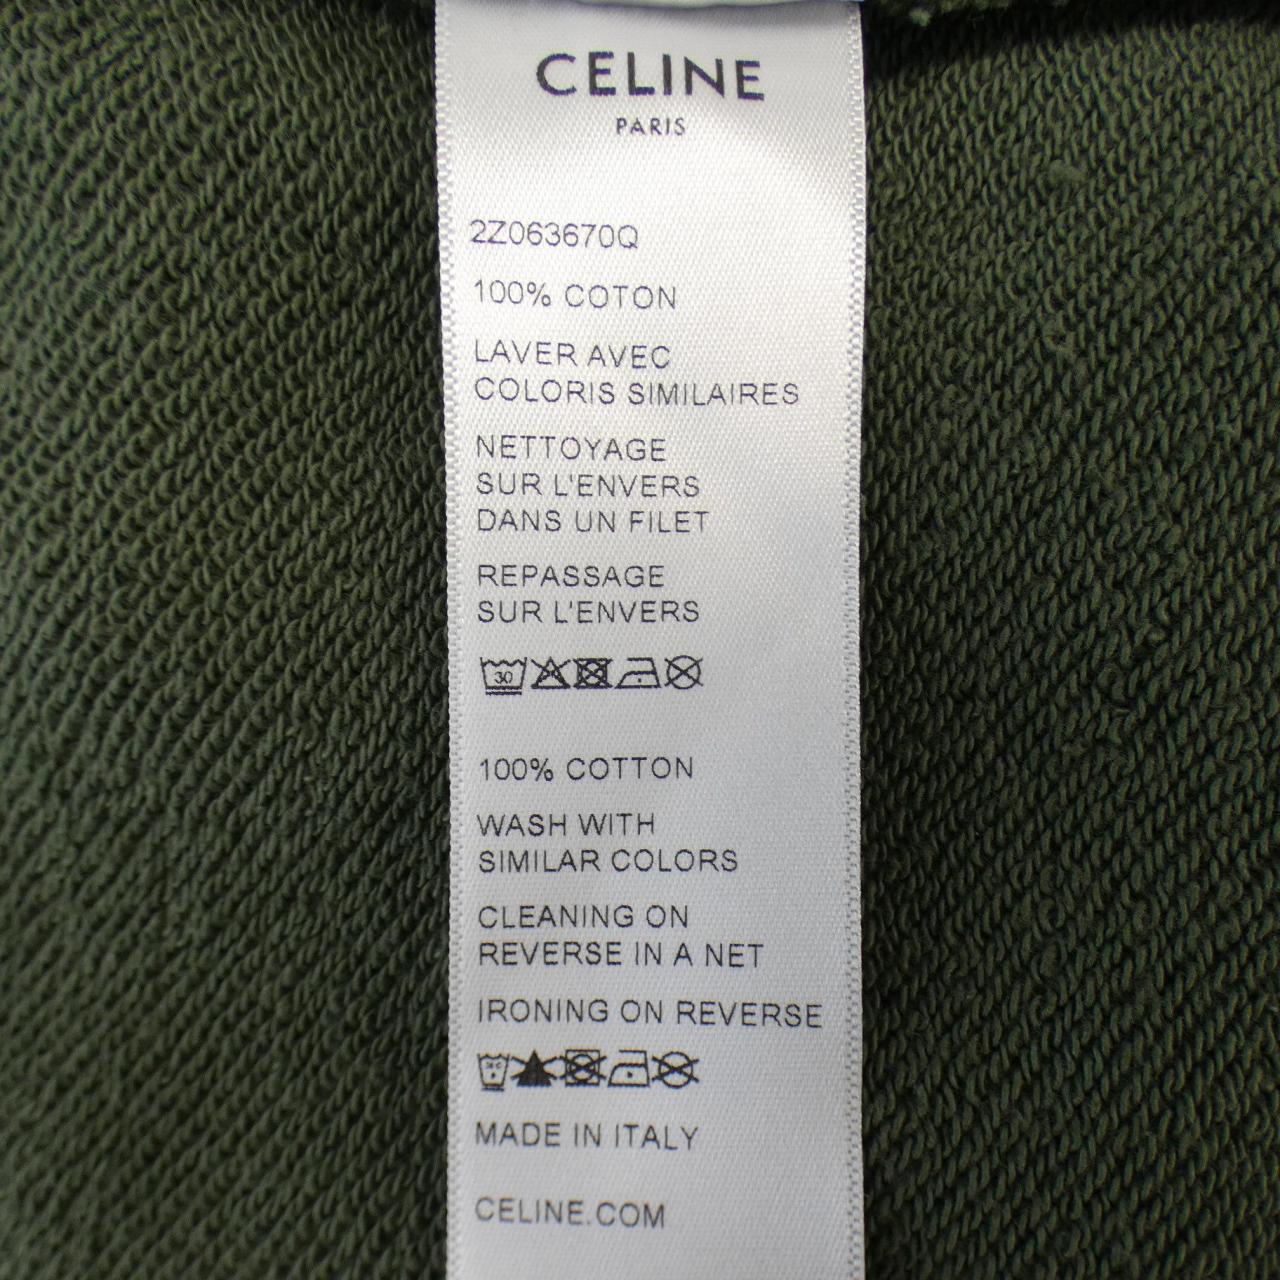 CELINE
PARIS
2Z063670Q
100% COTON
LAVER AVEC
COLORIS SIMILAIRES
NETTOYAGE
SUR L'ENVERS
DANS UN FILET
REPASSAGE
SUR L'ENVERS
30
100% COTTON
WASH WITH
SIMILAR COLORS
CLEANING ON
REVERSE IN A NET
IRONING ON REVERSE
MADE IN ITALY
CELINE.COM